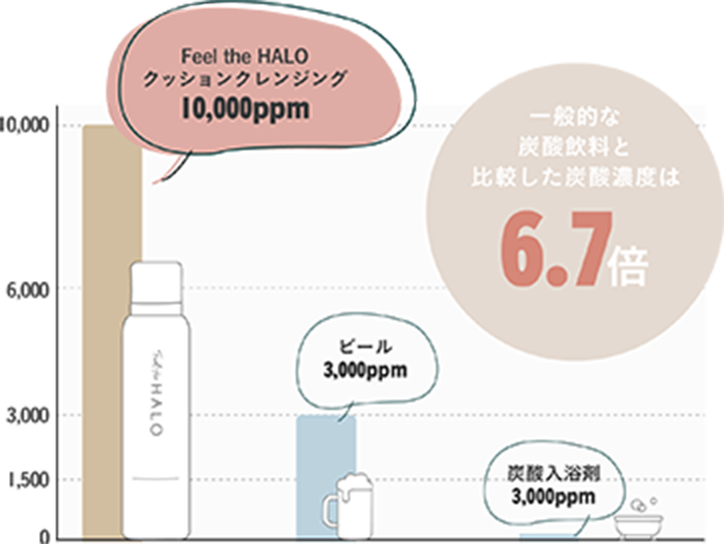 Feel the HALO
クッションクレンジング
10,000ppm
一般的な
炭酸飲料と
比較した炭酸濃度は
6.7倍
10,000
6,000
3,000
1,500
0
ビール
3,000ppm
炭酸入浴剤
3,000ppm
HALO